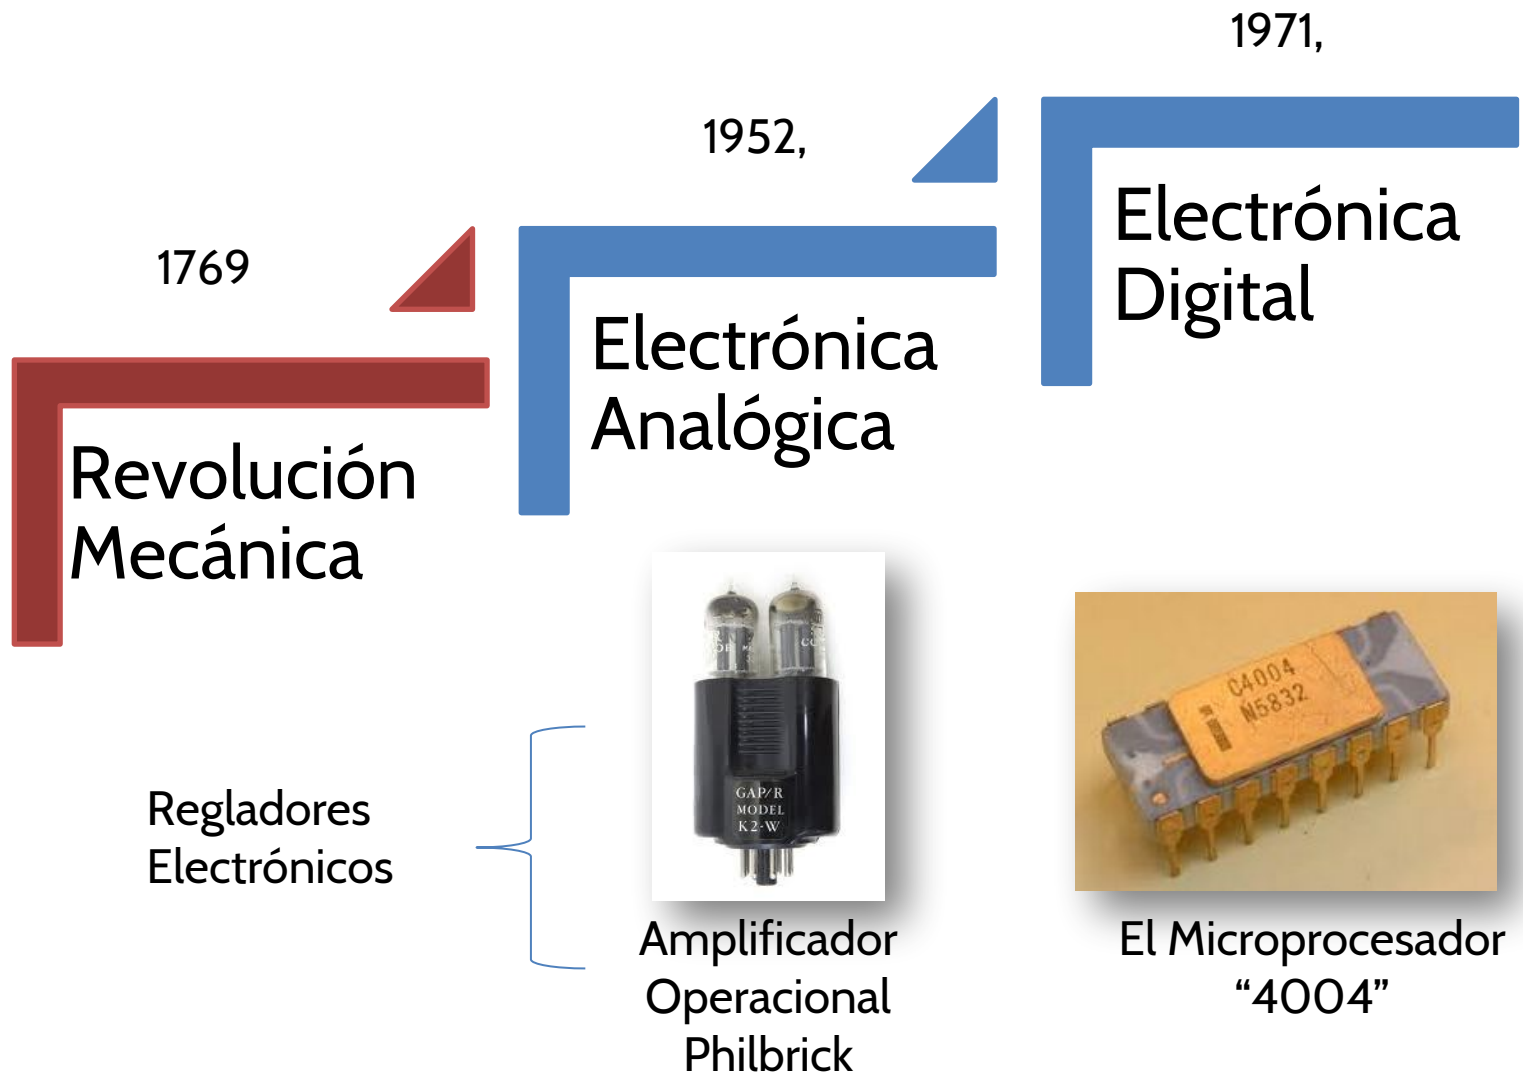 1971,
1952,
1769
Electrónica
Digital
Electrónica
Analógica
Revolución
Mecánica
Regladores
Electrónicos
GAP/R
MODEL
K2-W
C4004
N5832
Amplificador
Operacional
Philbrick
El Microprocesador
“4004”